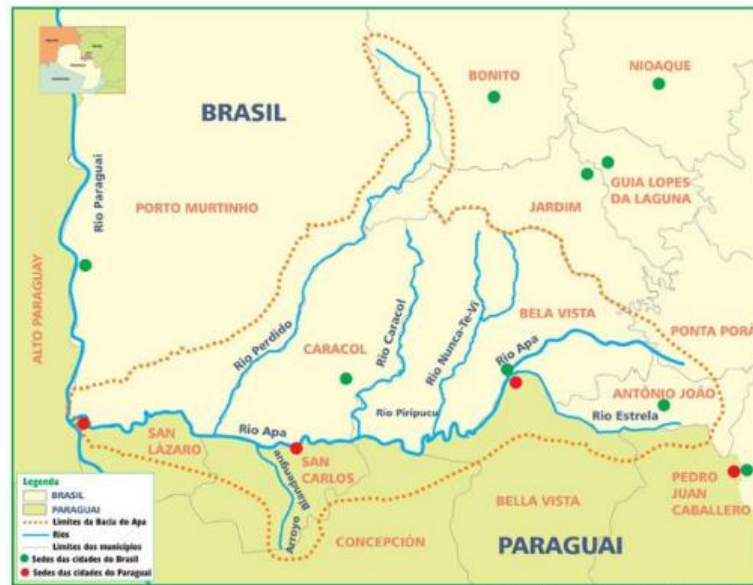 BONITO
NIOAQUE
BRASIL
Rio Paraguai
PORTO MURTINHO
GUIA LOPES
DA LAGUNA
JARDIM
ALTO PARAGUAY
Rio Perdido
CARACOL
Rio Caracol
Rio Nunca-Te-Vi
BELA VISTA
Rio Apa
PONTA PORÃ
ANTÔNIO JOÃO
Rio Piripucu
Rio Estrela
Rio Apa
SAN
LÁZARO
SAN
CARLOS
Arroyo Blandengue
BELLA VISTA
PEDRO
JUAN
CABALLERO
CONCEPCIÓN
PARAGUAI
Legenda
BRASIL
PARAGUAI
Limites da Bacia do Apa
Rios
Limites dos municípios
Sedes das cidades do Brasil
Sedes das cidades do Paraguai